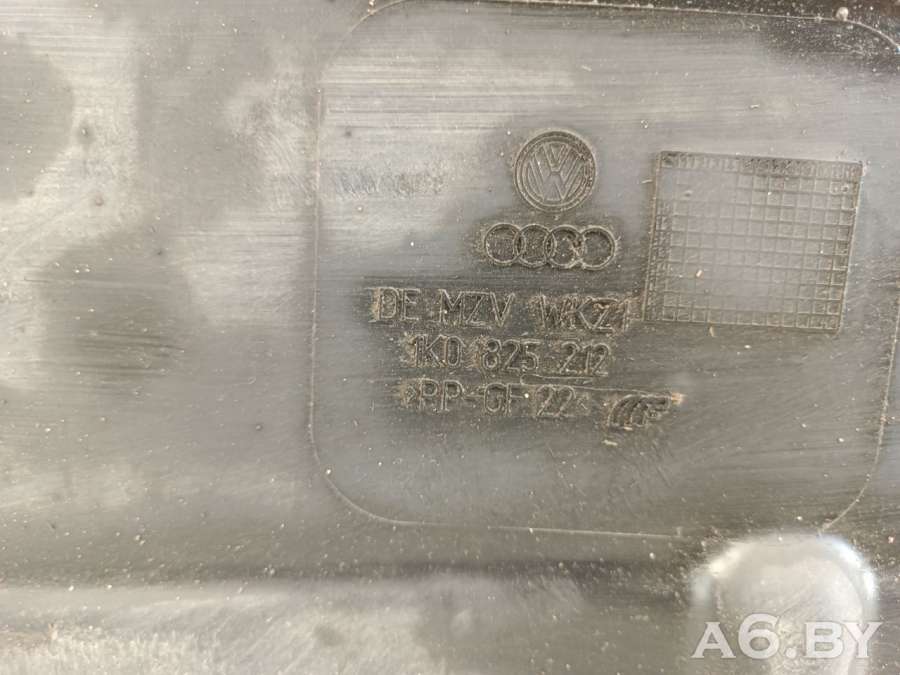 DE MZV WKZ1
1K0 825 212
>PP-GF 22<
A6.BY